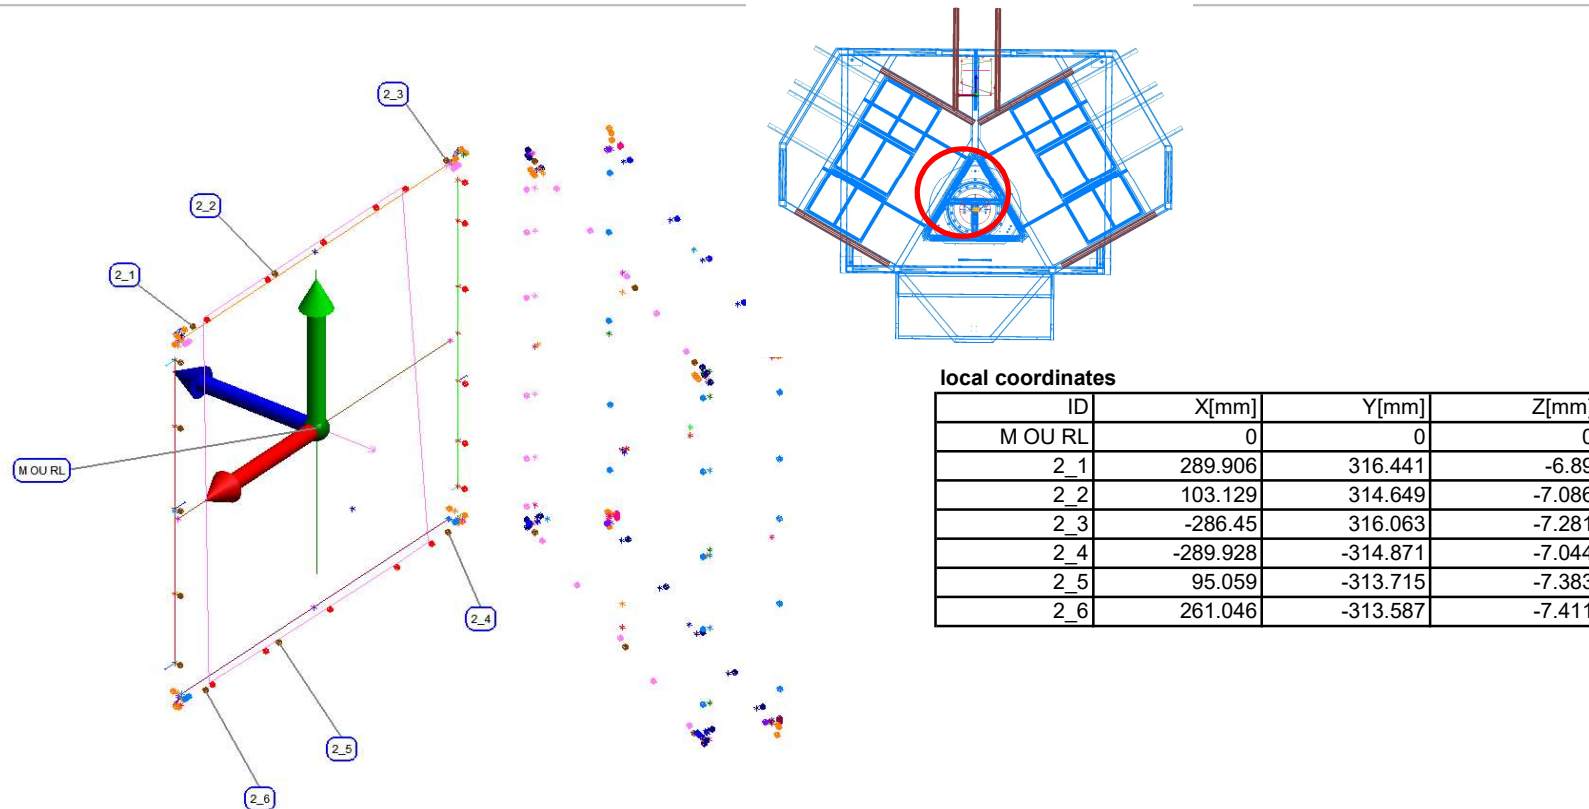 2_3
2_2
2_1
M OU RL
2_4
2_5
2_6
local coordinates
ID X[mm] Y[mm] Z[mm]
M OU RL 0 0 0
2_1 289.906 316.441 -6.89
2_2 103.129 314.649 -7.086
2_3 -286.45 316.063 -7.281
2_4 -289.928 -314.871 -7.044
2_5 95.059 -313.715 -7.383
2_6 261.046 -313.587 -7.411